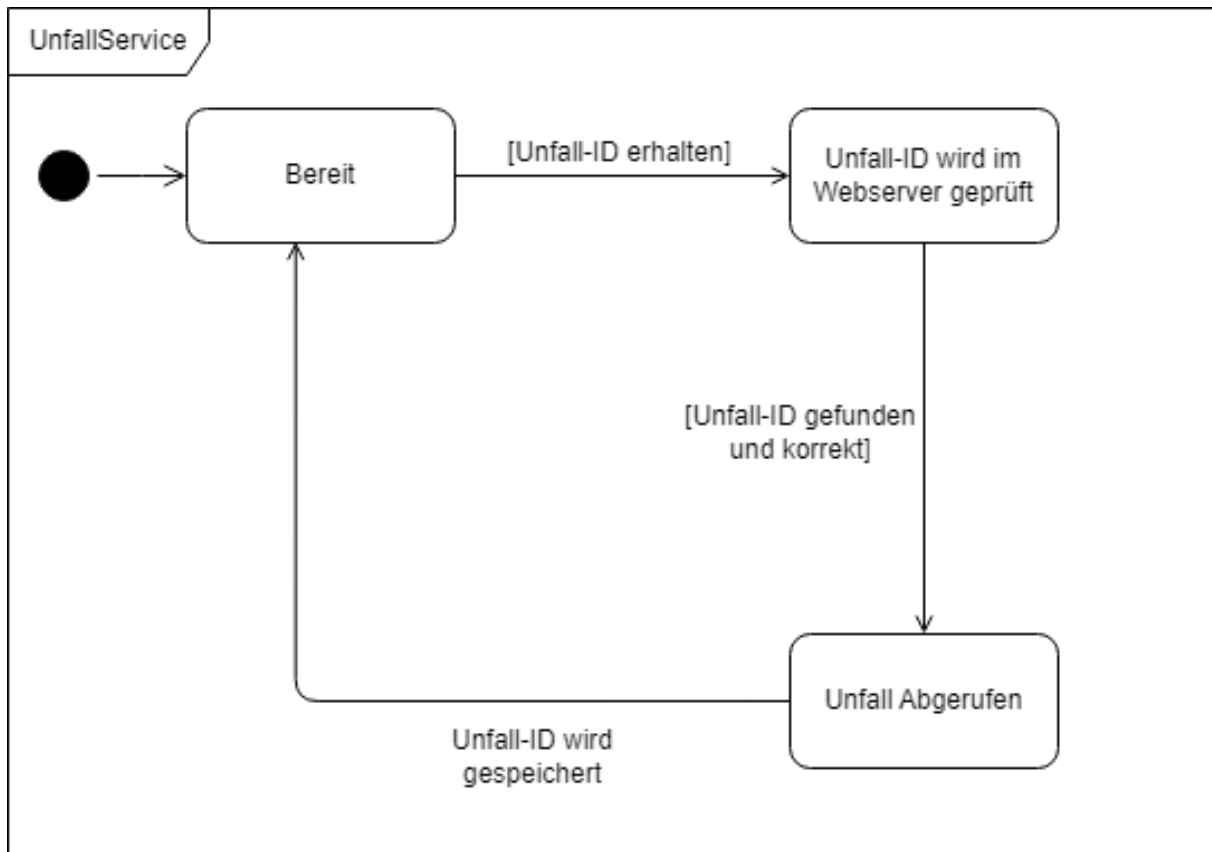 UnfallService
Bereit
[Unfall-ID erhalten]
Unfall-ID wird im
Webserver geprüft
[Unfall-ID gefunden
und korrekt]
Unfall Abgerufen
Unfall-ID wird
gespeichert